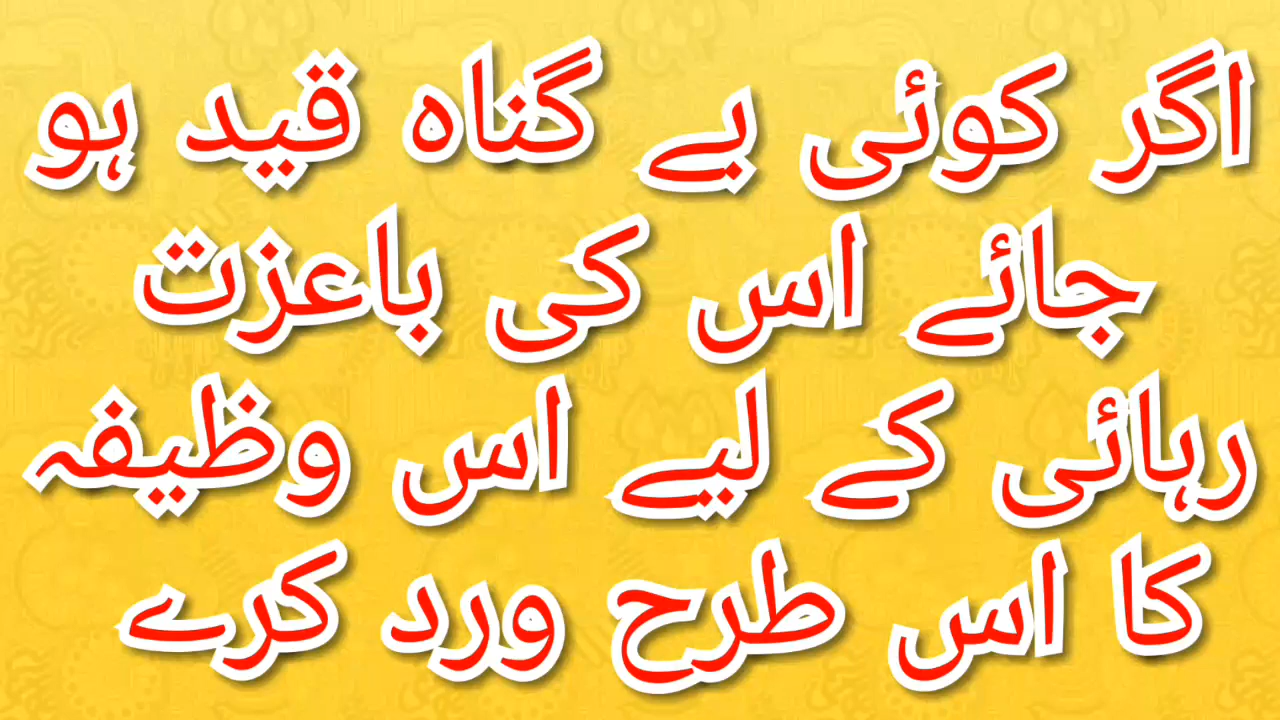 اگر کوئی بے گناہ قید ہو
جائے اس کی باعزت
رہائی کے لیے اس وظیفہ
کا اس طرح ورد کرے